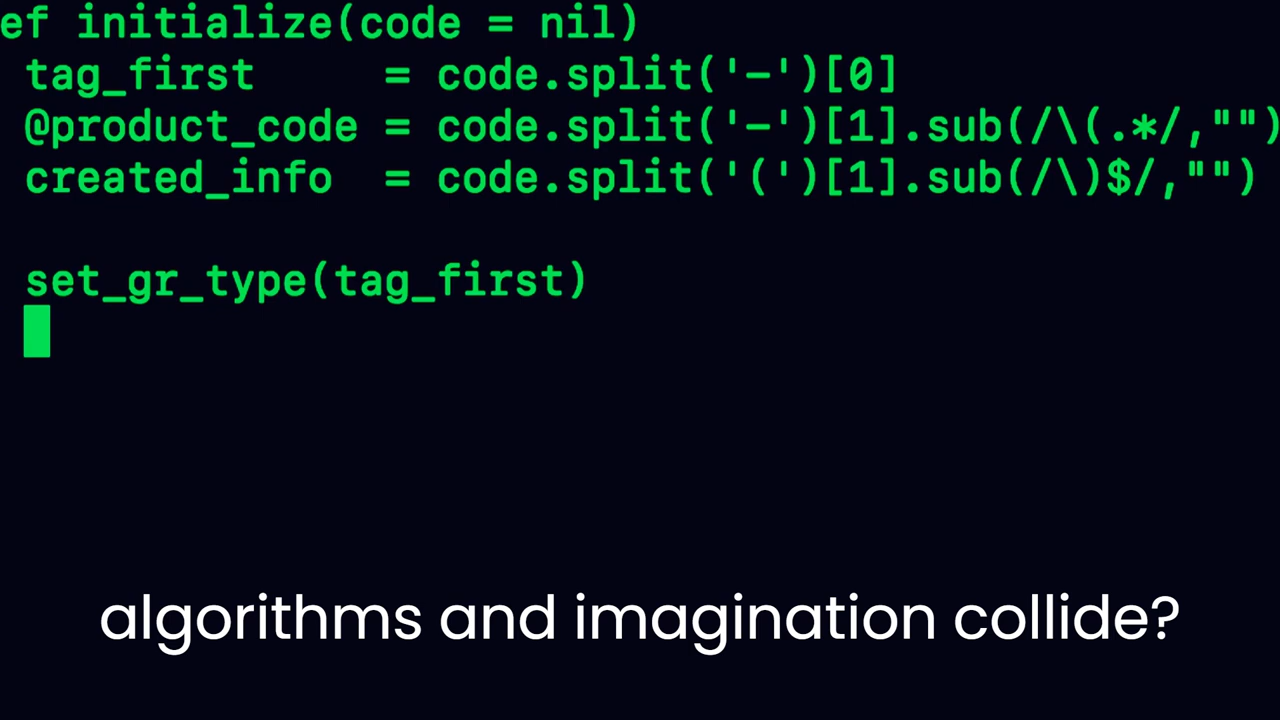 ef initialize(code = nil)
tag_first = code.split('-')[0]
@product_code = code.split('-')[1].sub(/\(.*/,"")
created_info = code.split('(')[1].sub(/\)$/,"")
set_gr_type(tag_first)
algorithms and imagination collide?